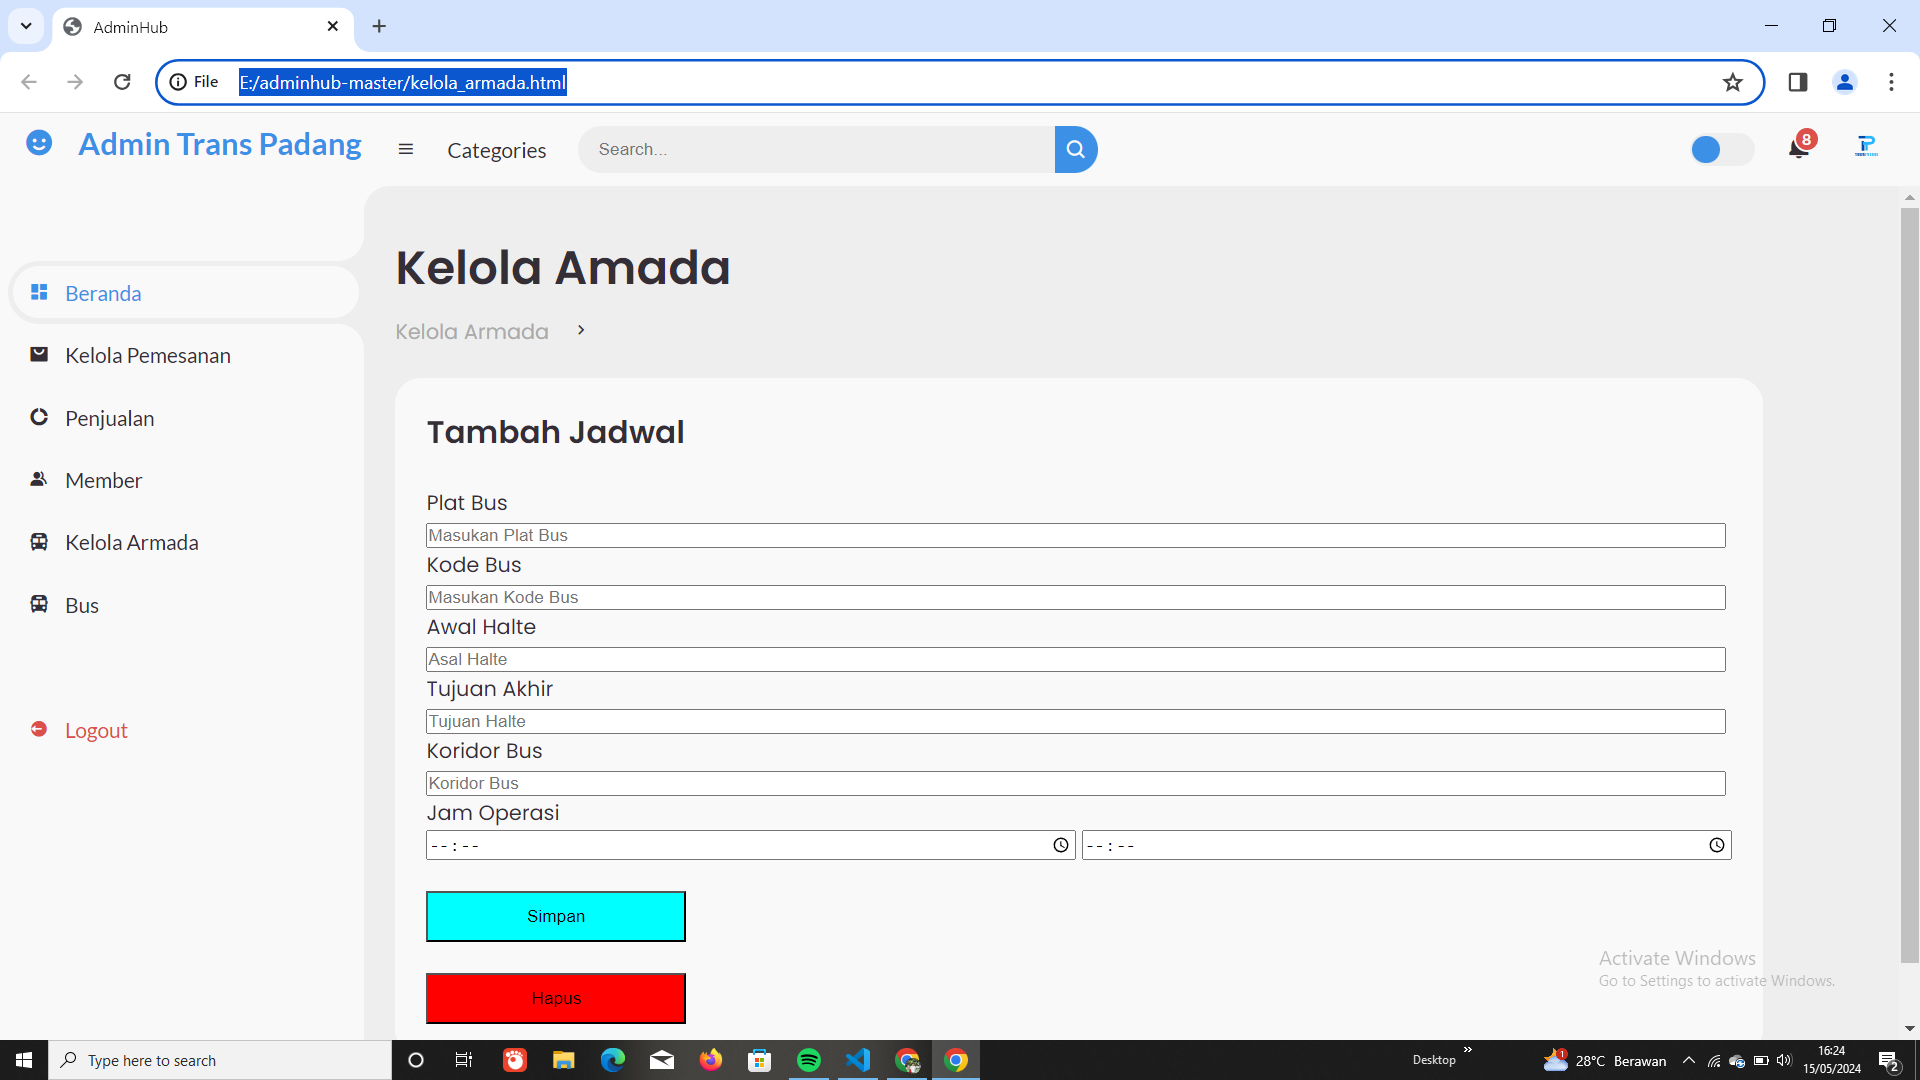 AdminHub
File
E:/adminhub-master/kelola_armada.html
Admin Trans Padang
Categories
Search...
8
Kelola Amada
Kelola Armada
Beranda
Kelola Pemesanan
Penjualan
Member
Kelola Armada
Bus
Logout
Tambah Jadwal
Plat Bus
Masukan Plat Bus
Kode Bus
Masukan Kode Bus
Awal Halte
Asal Halte
Tujuan Akhir
Tujuan Halte
Koridor Bus
Koridor Bus
Jam Operasi
--:-- --:--
Simpan
Hapus
Activate Windows
Go to Settings to activate Windows.
Type here to search
Desktop
1
28°C Berawan
16:24
15/05/2024
2